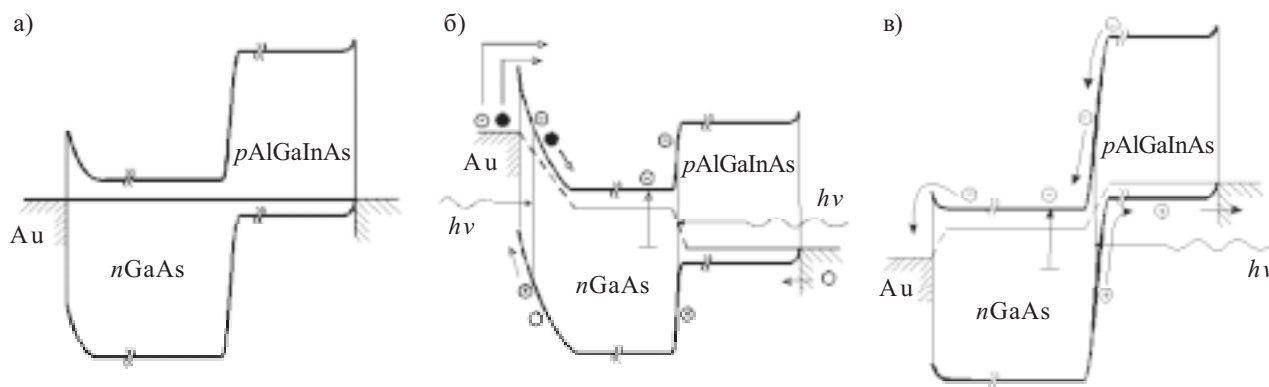 а)
pAlGaInAs
Au
nGaAs
б)
Au
pAlGaInAs
hν
hν
nGaAs
в)
pAlGaInAs
Au
hν
nGaAs